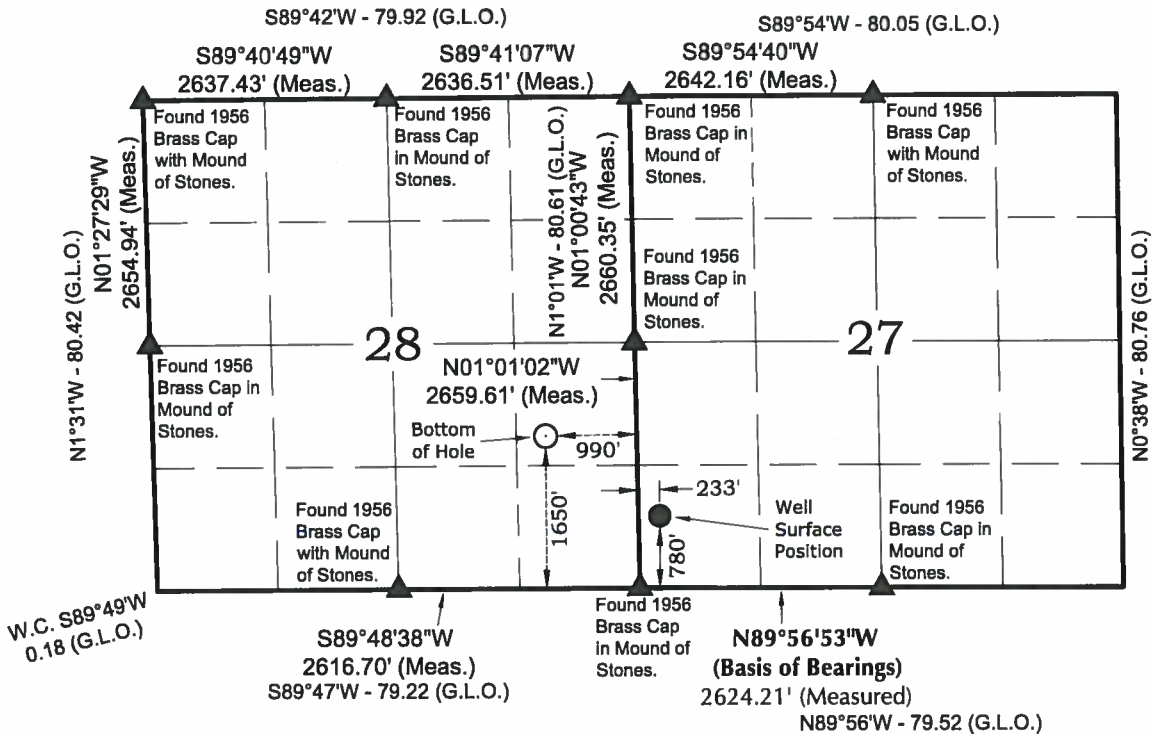 S89°42'W - 79.92 (G.L.O.)
S89°54'W - 80.05 (G.L.O.)
S89°40'49"W
2637.43' (Meas.)
S89°41'07"W
2636.51' (Meas.)
S89°54'40"W
2642.16' (Meas.)
Found 1956
Brass Cap
with Mound
of Stones.
Found 1956
Brass Cap
in Mound of
Stones.
Found 1956
Brass Cap in
Mound of
Stones.
Found 1956
Brass Cap
with Mound
of Stones.
N1°31'W - 80.42 (G.L.O.)
N01°27'29"W
2654.94' (Meas.)
N1°01'W - 80.61 (G.L.O.)
N01°00'43"W
2660.35' (Meas.)
Found 1956
Brass Cap in
Mound of
Stones.
N0°38'W - 80.76 (G.L.O.)
28
27
Found 1956
Brass Cap in
Mound of
Stones.
N01°01'02"W
2659.61' (Meas.)
Bottom
of Hole
990'
1650'
233'
780'
Well
Surface
Position
Found 1956
Brass Cap
with Mound
of Stones.
Found 1956
Brass Cap in
Mound of
Stones.
W.C. S89°49'W
0.18 (G.L.O.)
S89°48'38"W
2616.70' (Meas.)
S89°47'W - 79.22 (G.L.O.)
Found 1956
Brass Cap
in Mound of
Stones.
N89°56'53"W
(Basis of Bearings)
2624.21' (Measured)
N89°56'W - 79.52 (G.L.O.)